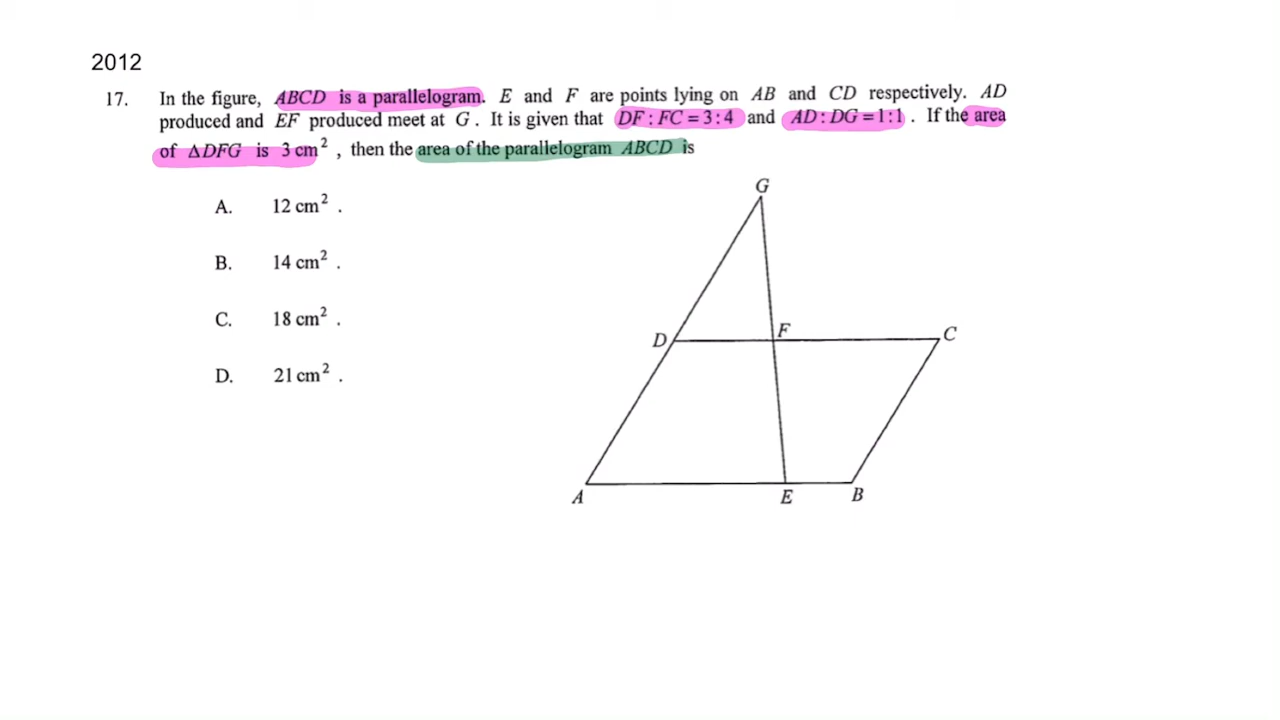 2012
17. In the figure, ABCD is a parallelogram. E and F are points lying on AB and CD respectively. AD
produced and EF produced meet at G. It is given that DF : FC = 3 : 4 and AD : DG = 1 : 1. If the area
of ΔDFG is 3 cm², then the area of the parallelogram ABCD is
A. 12 cm².
B. 14 cm².
C. 18 cm².
D. 21 cm².
G
D
F
C
A
E
B